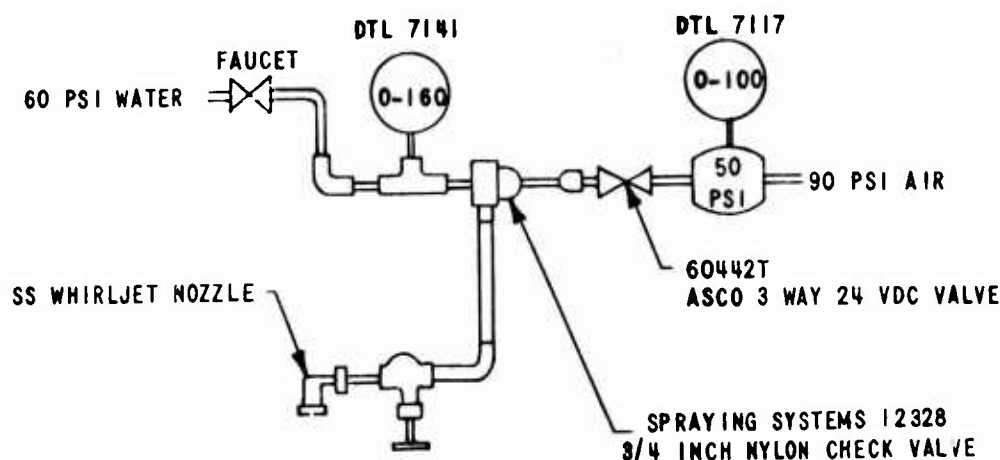 DTL 7141
DTL 7117
FAUCET
60 PSI WATER
0-160
0-100
50
PSI
90 PSI AIR
60442T
ASCO 3 WAY 24 VDC VALVE
SS WHIRLJET NOZZLE
SPRAYING SYSTEMS 12328
3/4 INCH NYLON CHECK VALVE